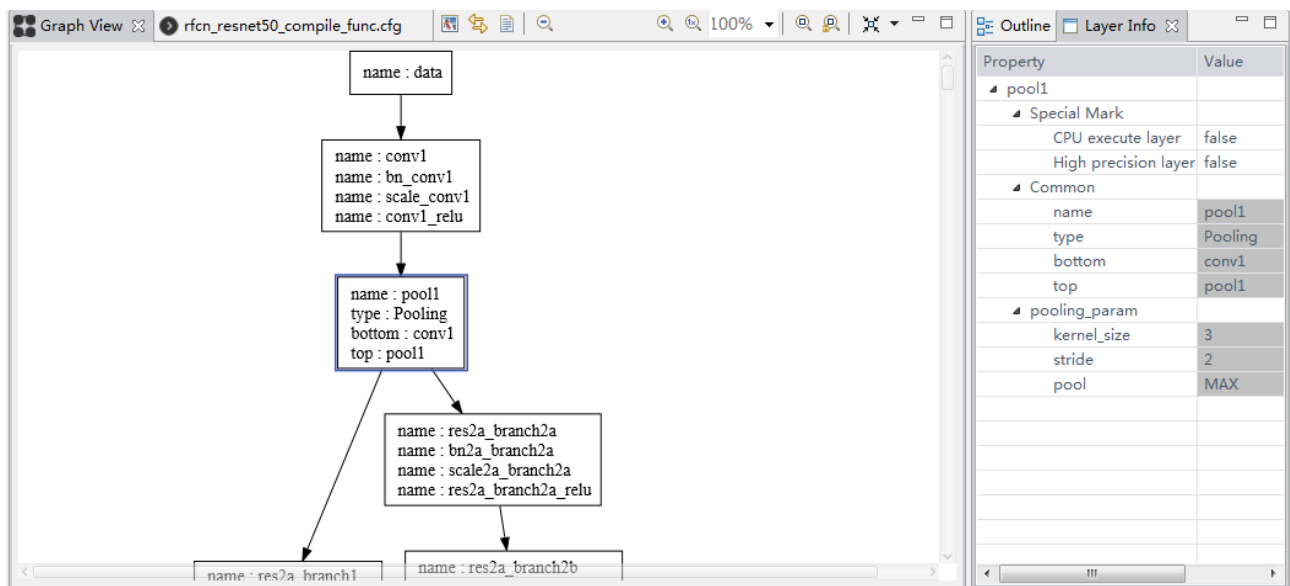 Graph View
rfcn_resnet50_compile_func.cfg
100%
name : data
name : conv1
name : bn_conv1
name : scale_conv1
name : conv1_relu
name : pool1
type : Pooling
bottom : conv1
top : pool1
name : res2a_branch2a
name : bn2a_branch2a
name : scale2a_branch2a
name : res2a_branch2a_relu
name : res2a_branch1
name : res2a_branch2b
Outline
Layer Info
Property Value
pool1
Special Mark
CPU execute layer false
High precision layer false
Common
name pool1
type Pooling
bottom conv1
top pool1
pooling_param
kernel_size 3
stride 2
pool MAX